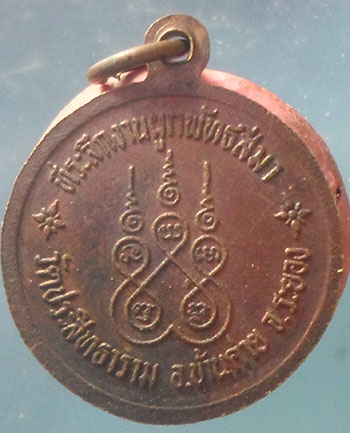 ที่ระลึกงานผูกพัทธ์สีมา
วัดประสิทธาราม อ.บ้านค่าย จ.ระยอง